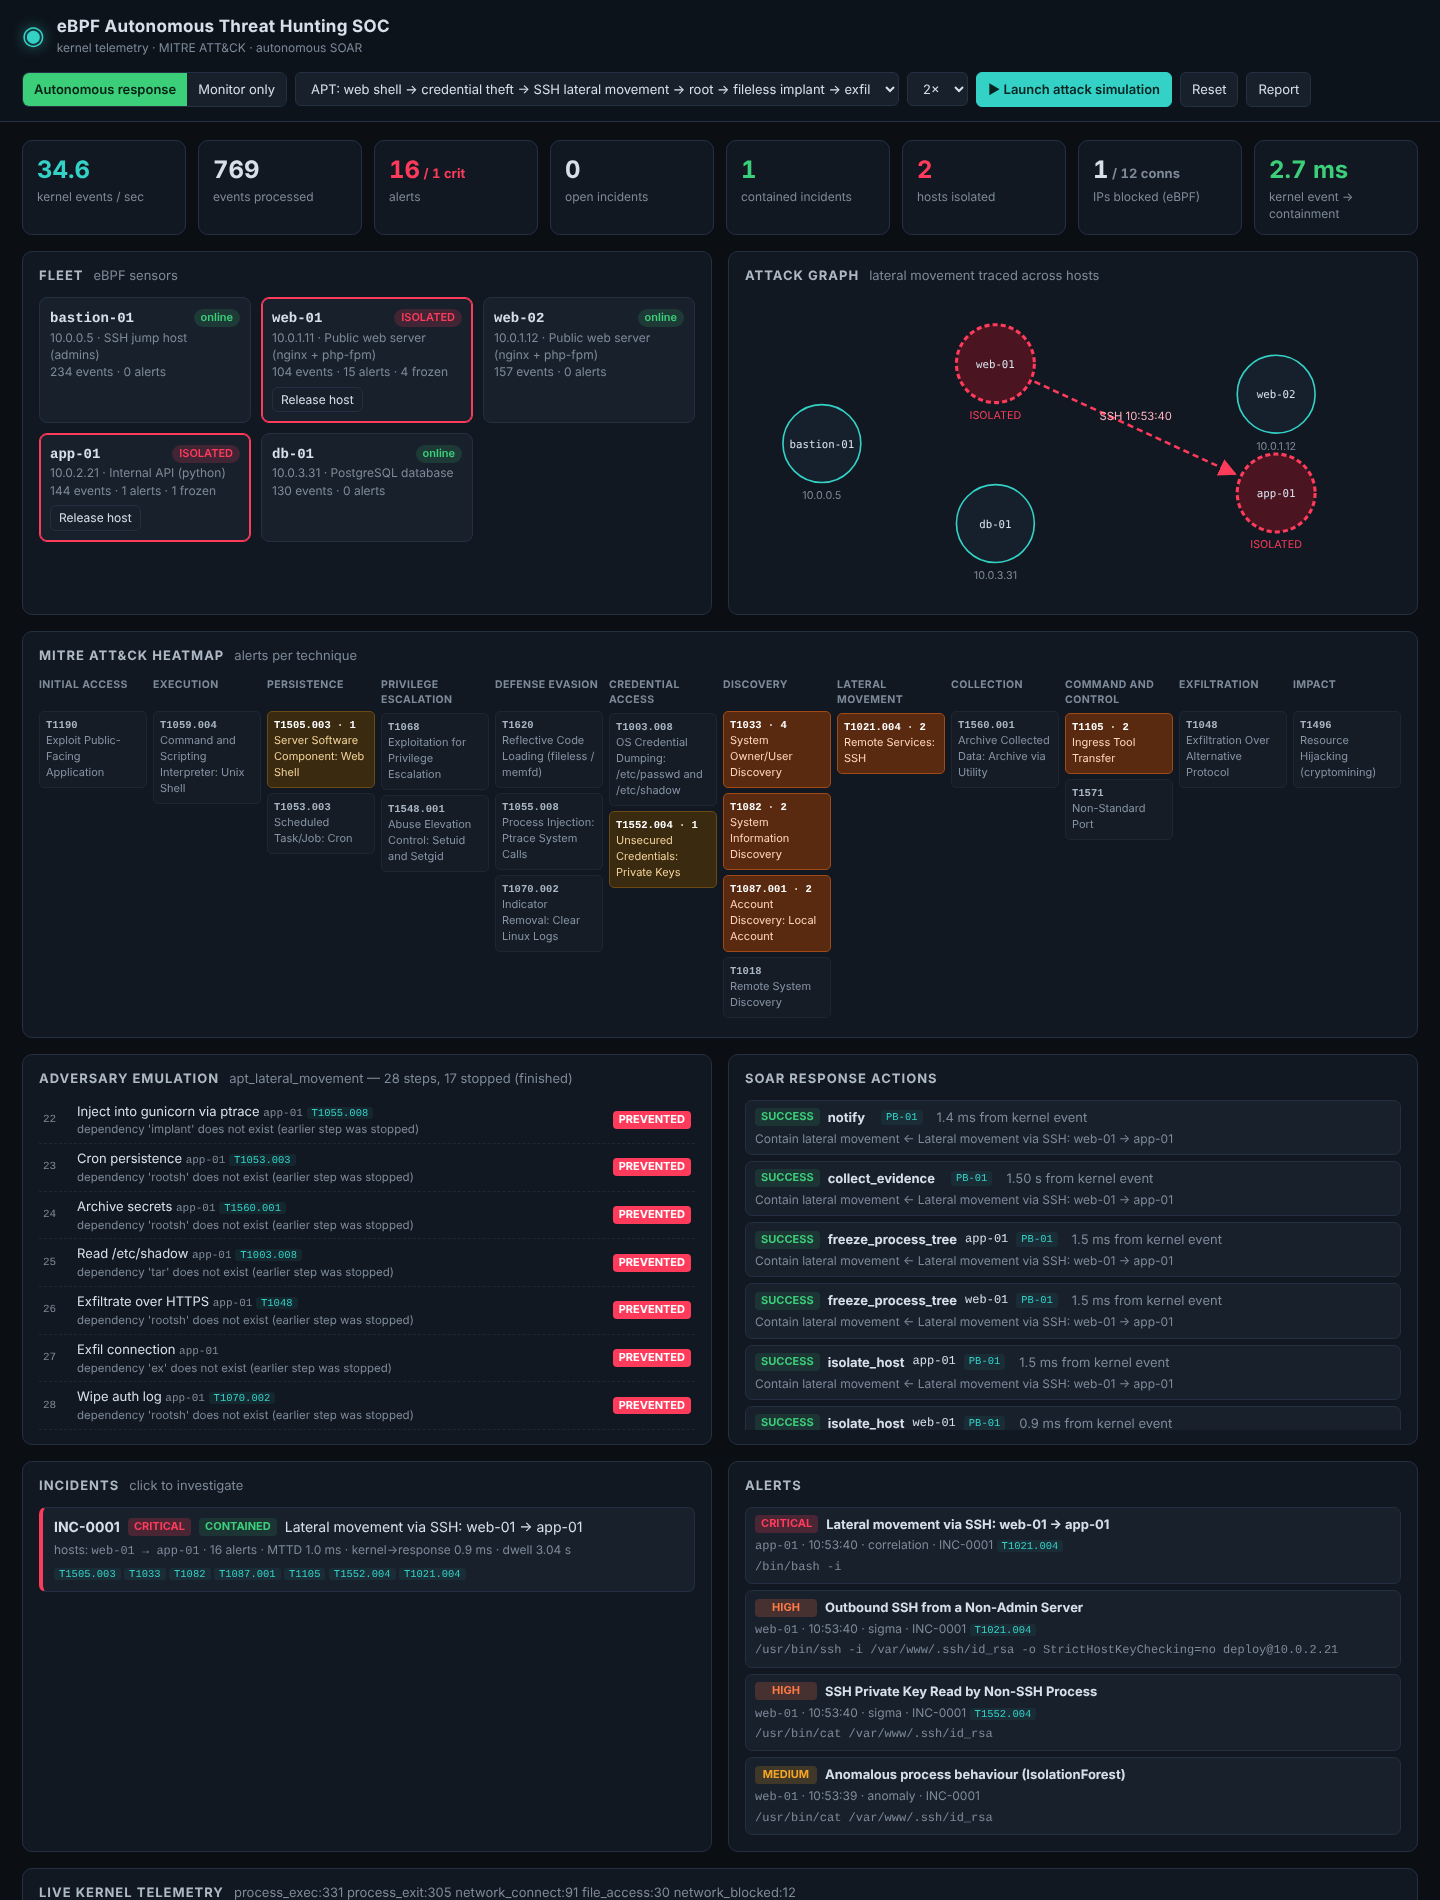 eBPF Autonomous Threat Hunting SOC
kernel telemetry · MITRE ATT&CK · autonomous SOAR
Autonomous response
Monitor only
APT: web shell → credential theft → SSH lateral movement → root → fileless implant → exfil
2×
▶ Launch attack simulation
Reset
Report
34.6
kernel events / sec
769
events processed
16 / 1 crit
alerts
0
open incidents
1
contained incidents
2
hosts isolated
1 / 12 conns
IPs blocked (eBPF)
2.7 ms
kernel event →
containment
FLEET eBPF sensors
bastion-01 online
10.0.0.5 · SSH jump host
(admins)
234 events · 0 alerts
web-01 ISOLATED
10.0.1.11 · Public web server
(nginx + php-fpm)
104 events · 15 alerts · 4 frozen
Release host
web-02 online
10.0.1.12 · Public web server
(nginx + php-fpm)
157 events · 0 alerts
app-01 ISOLATED
10.0.2.21 · Internal API (python)
144 events · 1 alerts · 1 frozen
Release host
db-01 online
10.0.3.31 · PostgreSQL database
130 events · 0 alerts
ATTACK GRAPH lateral movement traced across hosts
web-01
ISOLATED
SSH 10:53:40
web-02
10.0.1.12
bastion-01
10.0.0.5
app-01
ISOLATED
db-01
10.0.3.31
MITRE ATT&CK HEATMAP alerts per technique
INITIAL ACCESS
T1190
Exploit Public-
Facing
Application
EXECUTION
T1059.004
Command and
Scripting
Interpreter: Unix
Shell
PERSISTENCE
T1505.003 · 1
Server Software
Component: Web
Shell
T1053.003
Scheduled
Task/Job: Cron
PRIVILEGE
ESCALATION
T1068
Exploitation for
Privilege
Escalation
T1548.001
Abuse Elevation
Control: Setuid
and Setgid
DEFENSE EVASION
T1620
Reflective Code
Loading (fileless /
memfd)
T1055.008
Process Injection:
Ptrace System
Calls
T1070.002
Indicator
Removal: Clear
Linux Logs
CREDENTIAL
ACCESS
T1003.008
OS Credential
Dumping:
/etc/passwd and
/etc/shadow
T1552.004 · 1
Unsecured
Credentials:
Private Keys
DISCOVERY
T1033 · 4
System
Owner/User
Discovery
T1082 · 2
System
Information
Discovery
T1087.001 · 2
Account
Discovery: Local
Account
T1018
Remote System
Discovery
LATERAL
MOVEMENT
T1021.004 · 2
Remote Services:
SSH
COLLECTION
T1560.001
Archive Collected
Data: Archive via
Utility
COMMAND AND
CONTROL
T1105 · 2
Ingress Tool
Transfer
T1571
Non-Standard
Port
EXFILTRATION
T1048
Exfiltration Over
Alternative
Protocol
IMPACT
T1496
Resource
Hijacking
(cryptomining)
ADVERSARY EMULATION apt_lateral_movement — 28 steps, 17 stopped (finished)
22 Inject into gunicorn via ptrace app-01 T1055.008 PREVENTED
dependency 'implant' does not exist (earlier step was stopped)
23 Cron persistence app-01 T1053.003 PREVENTED
dependency 'rootsh' does not exist (earlier step was stopped)
24 Archive secrets app-01 T1560.001 PREVENTED
dependency 'rootsh' does not exist (earlier step was stopped)
25 Read /etc/shadow app-01 T1003.008 PREVENTED
dependency 'tar' does not exist (earlier step was stopped)
26 Exfiltrate over HTTPS app-01 T1048 PREVENTED
dependency 'rootsh' does not exist (earlier step was stopped)
27 Exfil connection app-01 PREVENTED
dependency 'ex' does not exist (earlier step was stopped)
28 Wipe auth log app-01 T1070.002 PREVENTED
dependency 'rootsh' does not exist (earlier step was stopped)
SOAR RESPONSE ACTIONS
SUCCESS notify PB-01 1.4 ms from kernel event
Contain lateral movement ← Lateral movement via SSH: web-01 → app-01
SUCCESS collect_evidence PB-01 1.50 s from kernel event
Contain lateral movement ← Lateral movement via SSH: web-01 → app-01
SUCCESS freeze_process_tree app-01 PB-01 1.5 ms from kernel event
Contain lateral movement ← Lateral movement via SSH: web-01 → app-01
SUCCESS freeze_process_tree web-01 PB-01 1.5 ms from kernel event
Contain lateral movement ← Lateral movement via SSH: web-01 → app-01
SUCCESS isolate_host app-01 PB-01 1.5 ms from kernel event
Contain lateral movement ← Lateral movement via SSH: web-01 → app-01
SUCCESS isolate_host web-01 PB-01 0.9 ms from kernel event
INCIDENTS click to investigate
INC-0001 CRITICAL CONTAINED Lateral movement via SSH: web-01 → app-01
hosts: web-01 → app-01 · 16 alerts · MTTD 1.0 ms · kernel→response 0.9 ms · dwell 3.04 s
T1505.003 T1033 T1082 T1087.001 T1105 T1552.004 T1021.004
ALERTS
CRITICAL Lateral movement via SSH: web-01 → app-01
app-01 · 10:53:40 · correlation · INC-0001 T1021.004
/bin/bash -i
HIGH Outbound SSH from a Non-Admin Server
web-01 · 10:53:40 · sigma · INC-0001 T1021.004
/usr/bin/ssh -i /var/www/.ssh/id_rsa -o StrictHostKeyChecking=no deploy@10.0.2.21
HIGH SSH Private Key Read by Non-SSH Process
web-01 · 10:53:40 · sigma · INC-0001 T1552.004
/usr/bin/cat /var/www/.ssh/id_rsa
MEDIUM Anomalous process behaviour (IsolationForest)
web-01 · 10:53:39 · anomaly · INC-0001
/usr/bin/cat /var/www/.ssh/id_rsa
LIVE KERNEL TELEMETRY process_exec:331 process_exit:305 network_connect:91 file_access:30 network_blocked:12